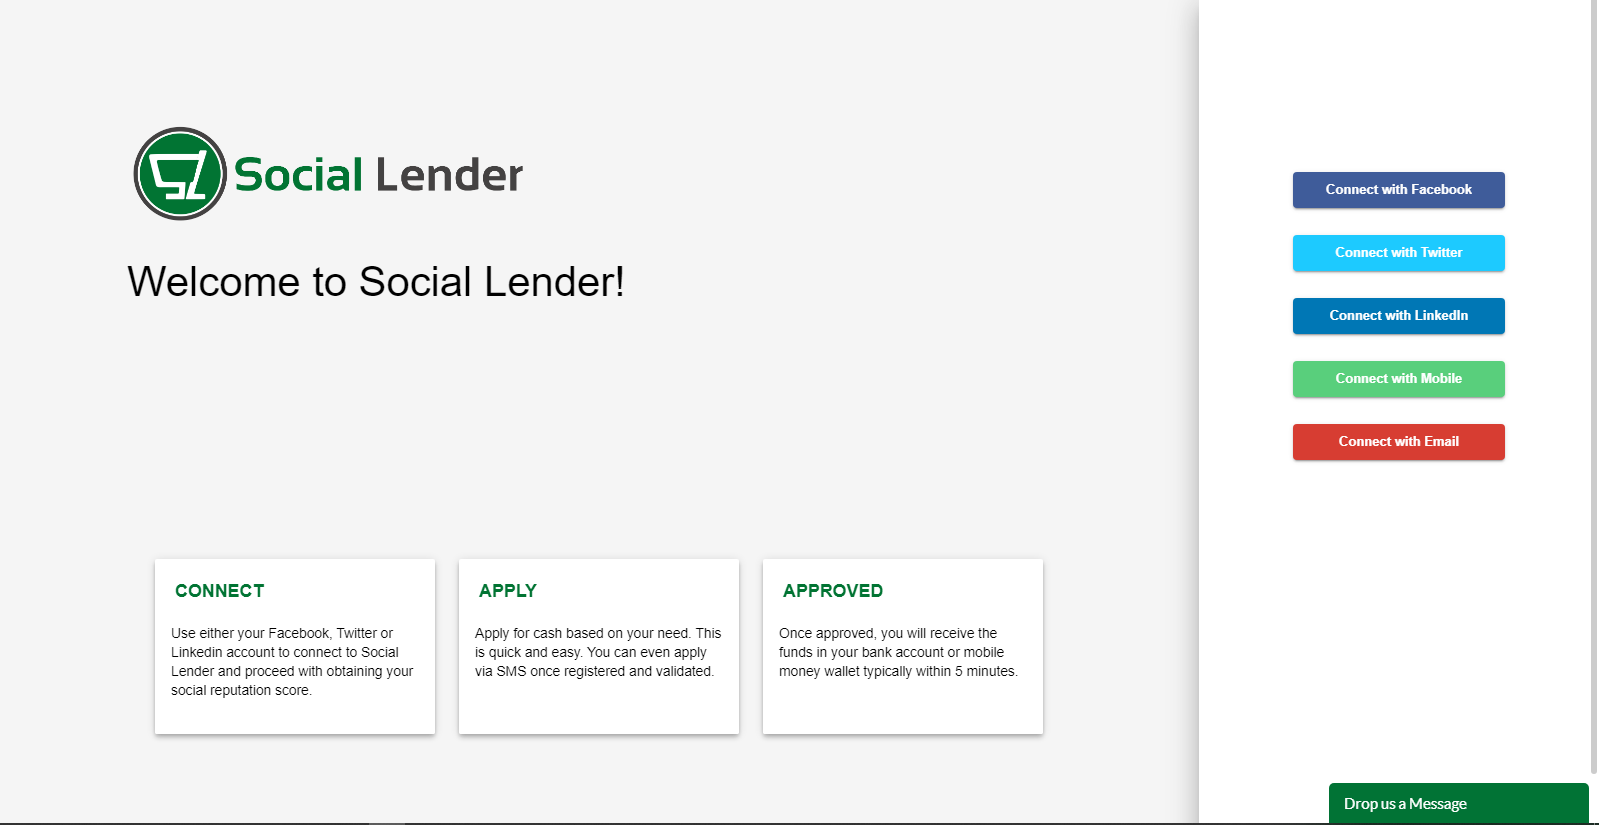 Social Lender
Welcome to Social Lender!
CONNECT
Use either your Facebook, Twitter or
Linkedin account to connect to Social
Lender and proceed with obtaining your
social reputation score.
APPLY
Apply for cash based on your need. This
is quick and easy. You can even apply
via SMS once registered and validated.
APPROVED
Once approved, you will receive the
funds in your bank account or mobile
money wallet typically within 5 minutes.
Connect with Facebook
Connect with Twitter
Connect with LinkedIn
Connect with Mobile
Connect with Email
Drop us a Message